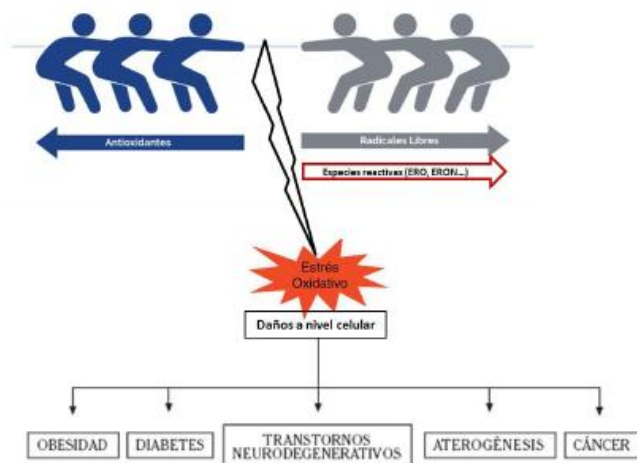 Antioxidantes
Radicales Libres
Especies reactivas (ERO, ERON...)
Estrés
Oxidativo
Daños a nivel celular
OBESIDAD
DIABETES
TRANSTORNOS
NEURODEGENERATIVOS
ATEROGÉNESIS
CÁNCER